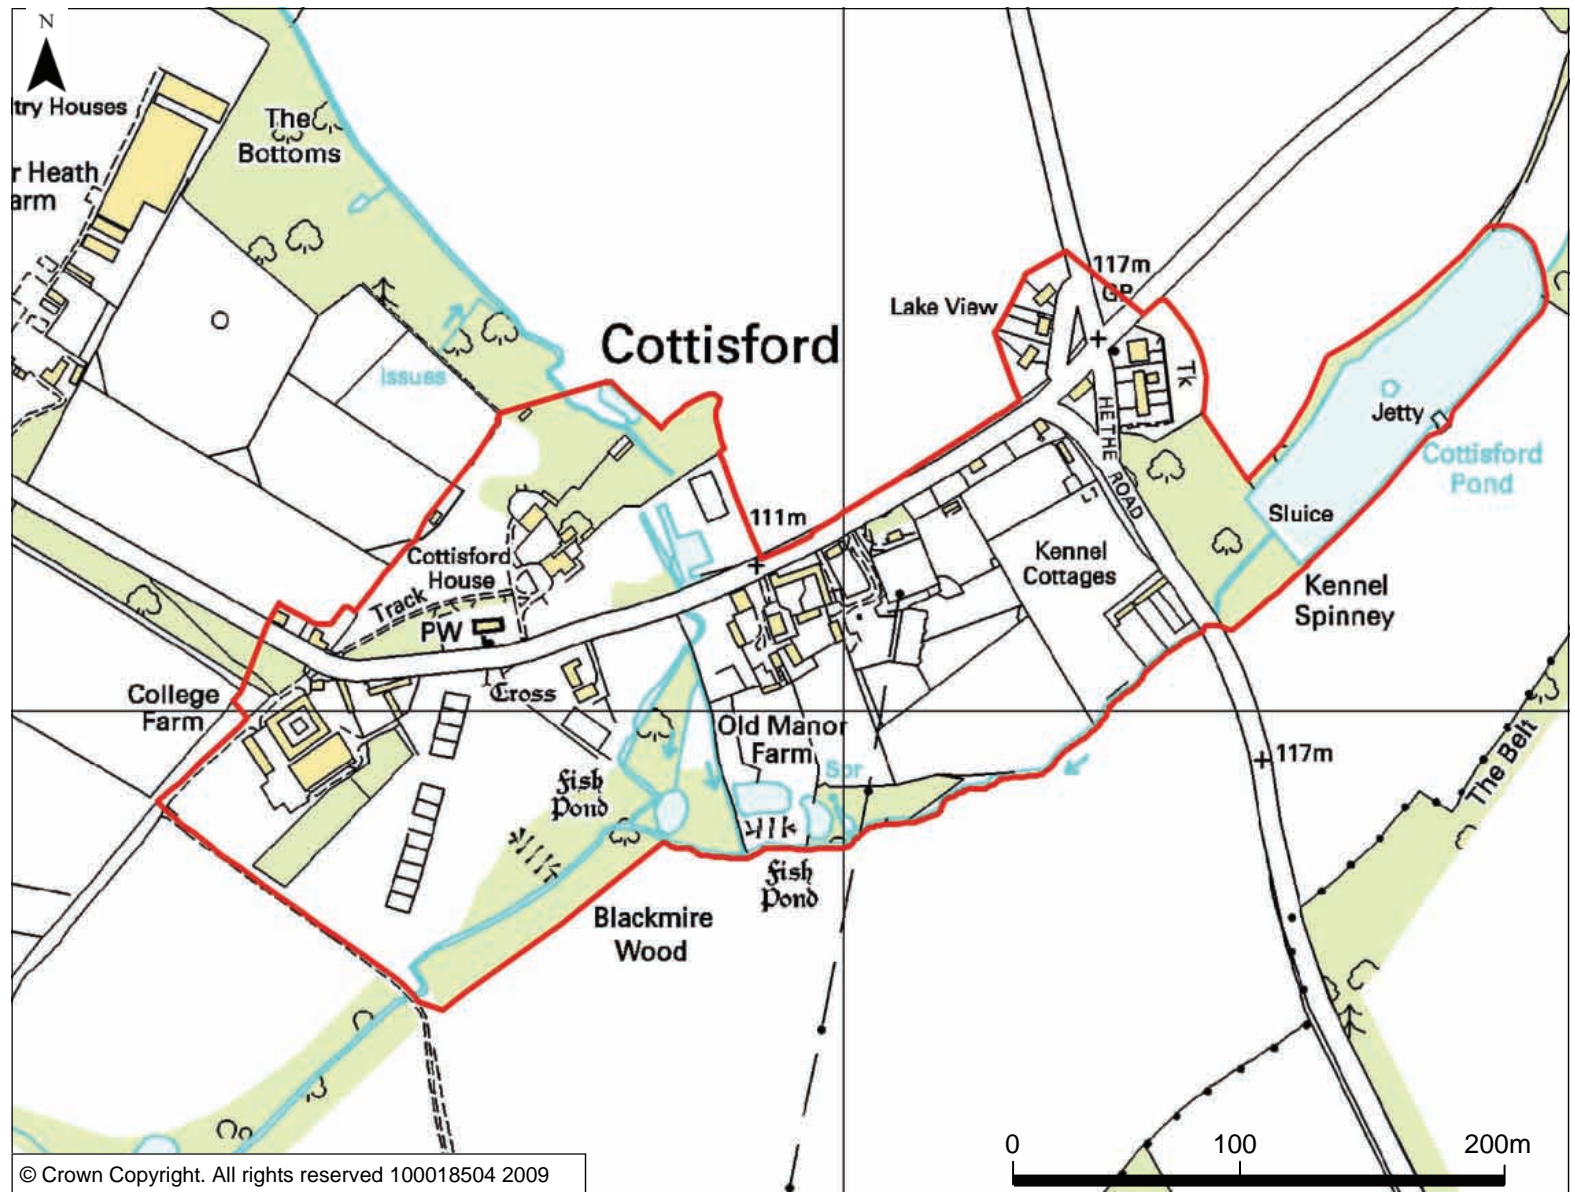 N
try Houses
The
Bottoms
r Heath
arm
Issues
Cottisford
Lake View
117m
GP
Tk
HETHE ROAD
Jetty
Cottisford
Pond
Sluice
111m
Kennel
Cottages
Kennel
Spinney
Cottisford
House
Track
PW
Cross
College
Farm
Old Manor
Farm
Spr
Fish
Pond
Fish
Pond
117m
The Belt
Blackmire
Wood
0 100 200m
© Crown Copyright. All rights reserved 100018504 2009